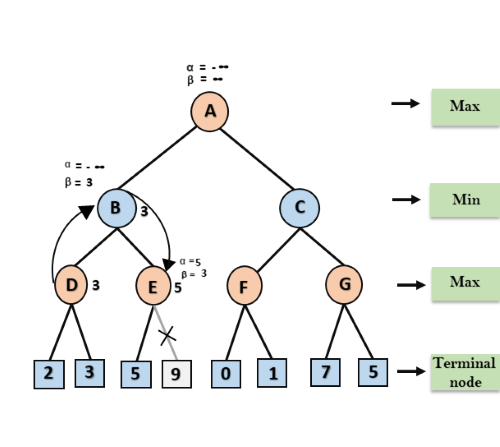 α = - ∞
β = ∞
A
Max
α = - ∞
β = 3
B
3
C
Min
α = 5
β = 3
D
3
E
5
F
G
Max
2
3
5
9
0
1
7
5
Terminal
node